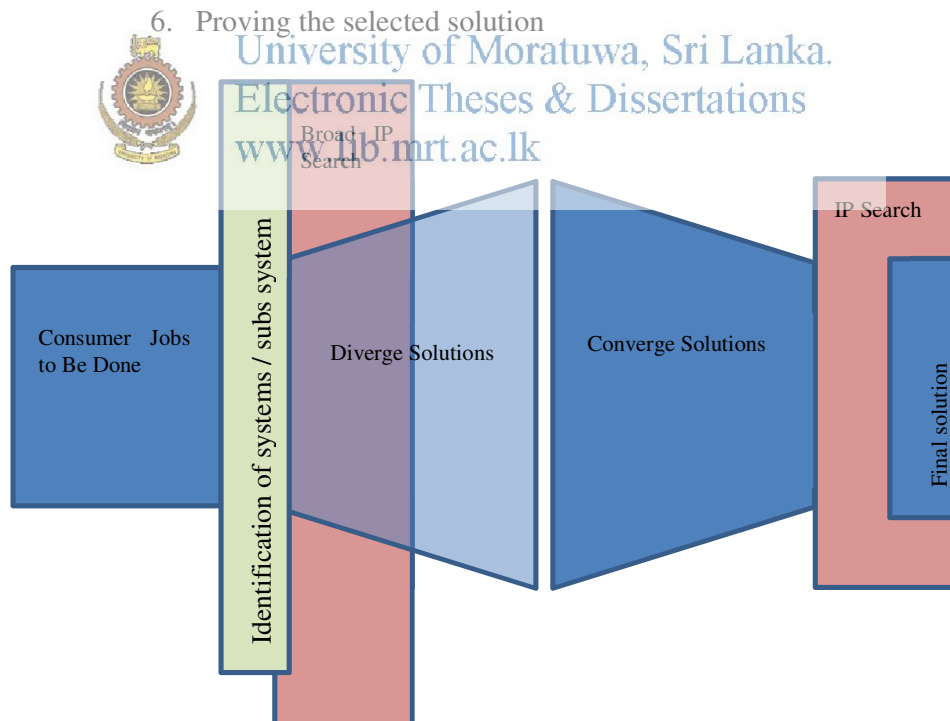 6. Proving the selected solution
University of Moratuwa, Sri Lanka.
Electronic Theses & Dissertations
www.lib.mrt.ac.lk
Broad IP
Search
IP Search
Consumer Jobs
to Be Done
Identification of systems / subs system
Diverge Solutions
Converge Solutions
Final solution